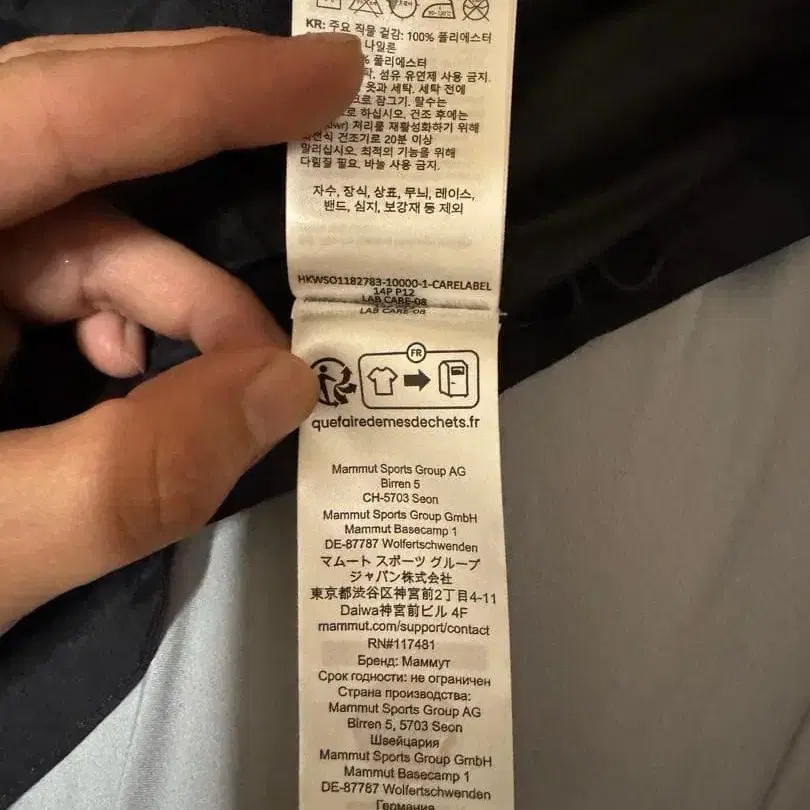 KR: 주요 직물 겉감: 100% 폴리에스터
나일론
% 폴리에스터
섬유 유연제 사용 금지.
옷과 세탁. 세탁 전에
잠그기. 탈수는
하십시오. 건조 후에는
처리를 재활성화하기 위해
회전식 건조기로 20분 이상
말리십시오. 최적의 기능을 위해
다림질 필요. 바늘 사용 금지.
자수, 장식, 상표, 무늬, 레이스,
밴드, 심지, 보강재 등 제외
HKWSO1182783-10000-1-CARELABEL
14P P12
LAB CARE-08
LAB CARE-08
FR
quefairedemesdechets.fr
Mammut Sports Group AG
Birren 5
CH-5703 Seon
Mammut Sports Group GmbH
Mammut Basecamp 1
DE-87787 Wolfertschwenden
マムート スポーツ グループ
ジャパン株式会社
東京都渋谷区神宮前2丁目4-11
Daiwa神宮前ビル 4F
mammut.com/support/contact
RN#117481
Бренд: Маммут
Срок годности: не ограничен
Страна производства:
Mammut Sports Group AG
Birren 5, 5703 Seon
Швейцария
Mammut Sports Group GmbH
Mammut Basecamp 1
DE-87787 Wolfertschwenden
Германия